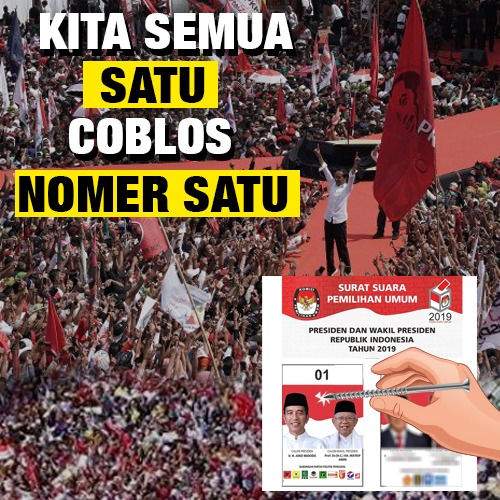 KITA SEMUA
SATU
COBLOS
NOMER SATU
SURAT SUARA
PEMILIHAN UMUM
2019
PRESIDEN DAN WAKIL PRESIDEN
REPUBLIK INDONESIA
TAHUN 2019
01